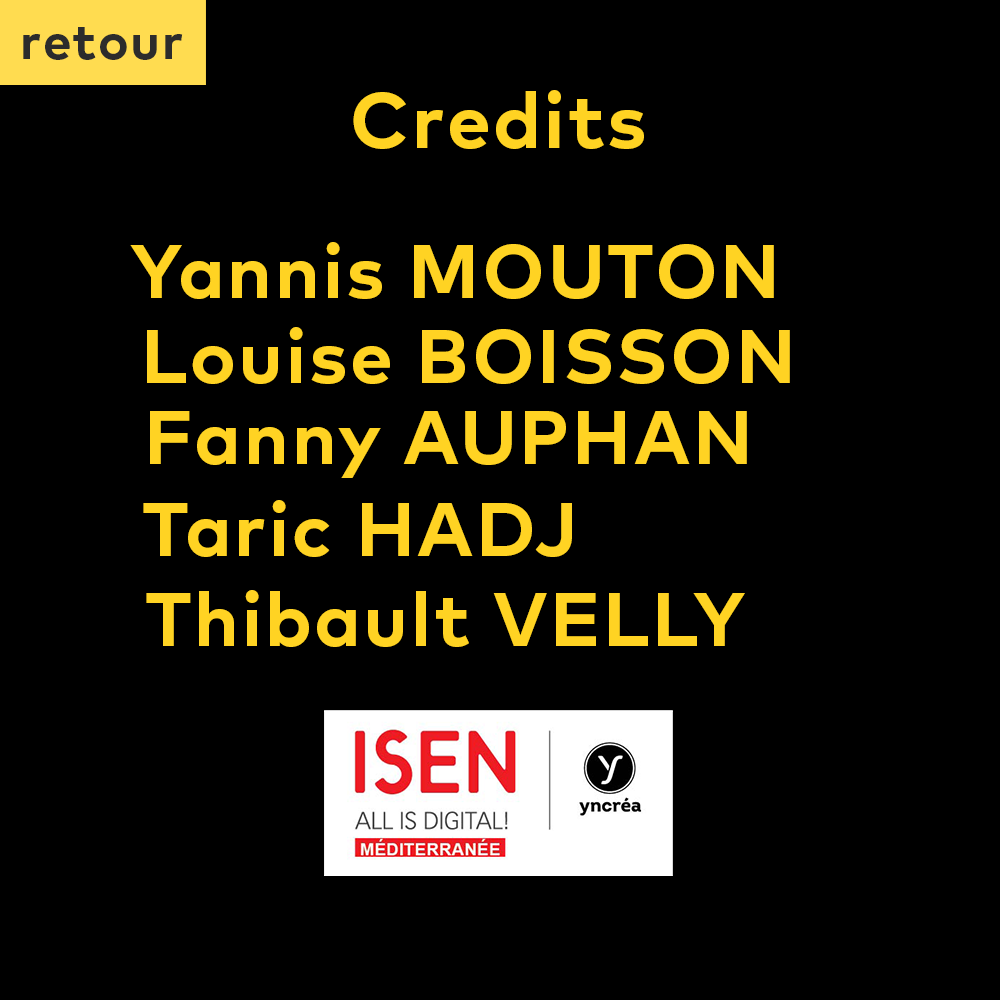 retour
Credits
Yannis MOUTON
Louise BOISSON
Fanny AUPHAN
Taric HADJ
Thibault VELLY
ISEN
ALL IS DIGITAL!
MÉDITERRANÉE
y
yncréa